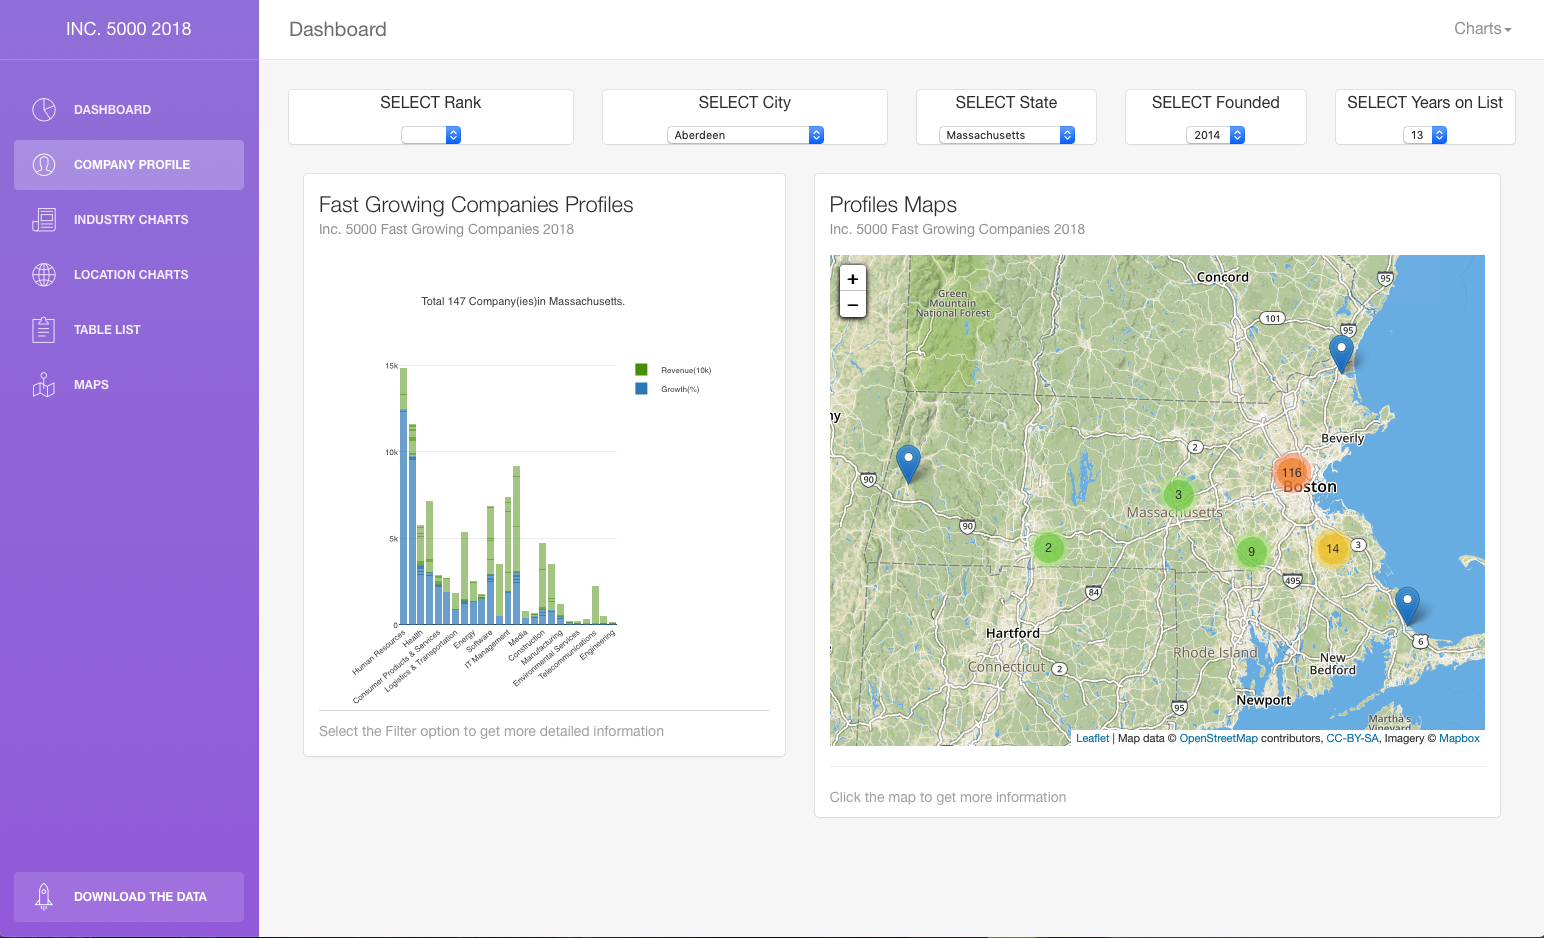 INC. 5000 2018
Dashboard
Charts
DASHBOARD
COMPANY PROFILE
INDUSTRY CHARTS
LOCATION CHARTS
TABLE LIST
MAPS
DOWNLOAD THE DATA
SELECT Rank
SELECT City
Aberdeen
SELECT State
Massachusetts
SELECT Founded
2014
SELECT Years on List
13
Fast Growing Companies Profiles
Inc. 5000 Fast Growing Companies 2018
Total 147 Company(ies)in Massachusetts.
15k
10k
5k
0
Revenue(10k)
Growth(%)
Human Resources
Health
Consumer Products & Services
Logistics & Transportation
Energy
Software
IT Management
Media
Construction
Manufacturing
Environmental Services
Telecommunications
Engineering
Select the Filter option to get more detailed information
Profiles Maps
Inc. 5000 Fast Growing Companies 2018
+
−
Green
Mountain
National Forest
Concord
95
101
95
ny
Beverly
2
90
116
Boston
3
Massachusetts
90
2
9
14
3
495
84
Hartford
6
Rhode Island
Connecticut
2
New
Bedford
Newport
95
Martha's
Vineyard
Leaflet | Map data © OpenStreetMap contributors, CC-BY-SA, Imagery © Mapbox
Click the map to get more information